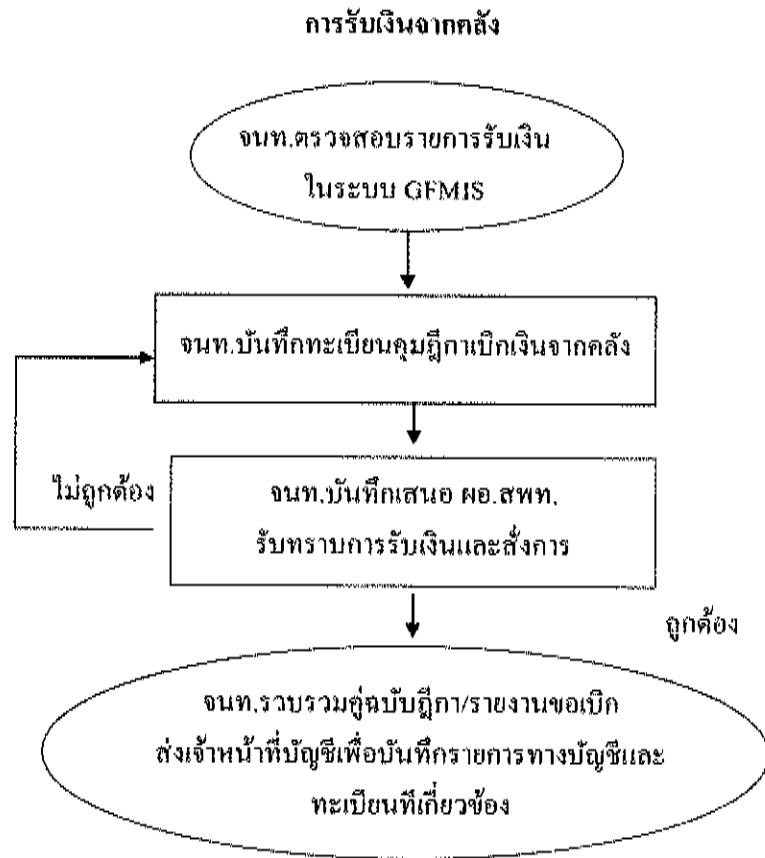 การรับเงินจากคลัง
จนท.ตรวจสอบรายการรับเงิน
ในระบบ GFMIS
จนท.บันทึกทะเบียนคุมฎีกาเบิกเงินจากคลัง
ไม่ถูกต้อง
จนท.บันทึกเสนอ ผอ.สพท.
รับทราบการรับเงินและสั่งการ
ถูกต้อง
จนท.รวบรวมคู่ฉบับฎีกา/รายงานขอเบิก
ส่งเจ้าหน้าที่บัญชีเพื่อบันทึกรายการทางบัญชีและ
ทะเบียนที่เกี่ยวข้อง